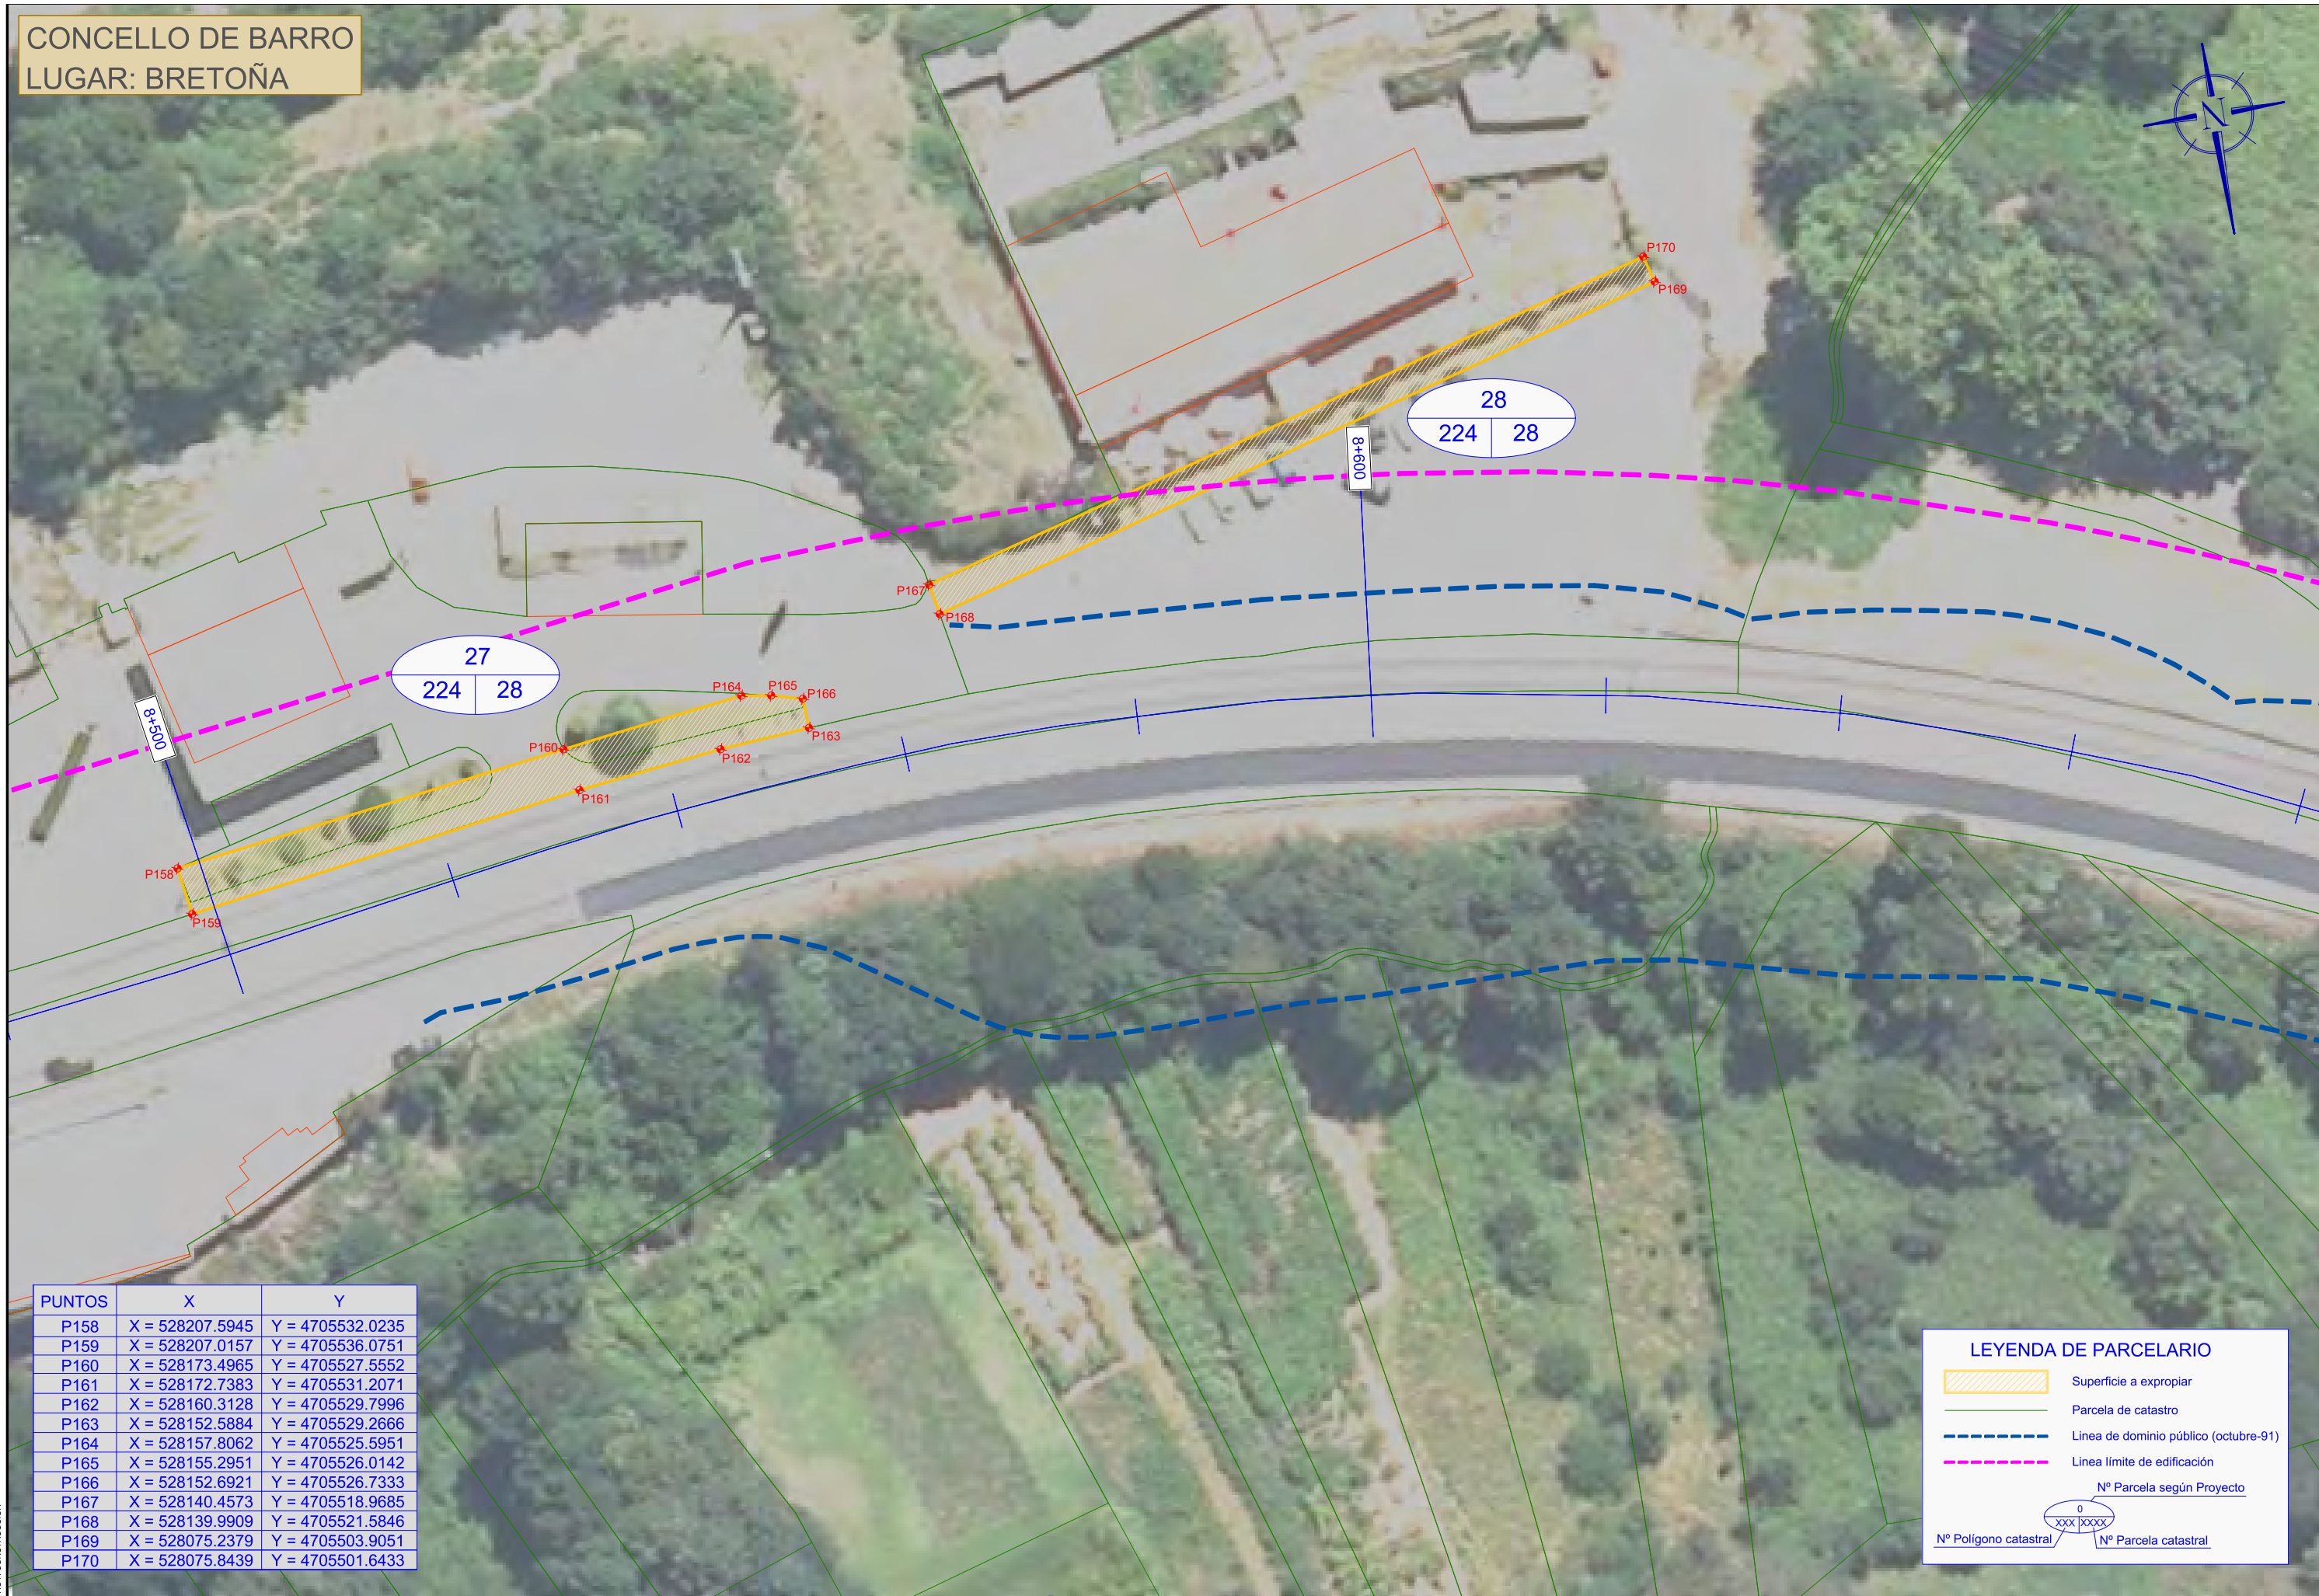 CONCELLO DE BARRO
LUGAR: BRETOÑA
N
P170
P169
28
224 28
8+600
P167
P168
27
224 28
8+500
P164
P165
P166
P163
P160
P162
P161
P158
P159
PUNTOS X Y
P158 X = 528207.5945 Y = 4705532.0235
P159 X = 528207.0157 Y = 4705536.0751
P160 X = 528173.4965 Y = 4705527.5552
P161 X = 528172.7383 Y = 4705531.2071
P162 X = 528160.3128 Y = 4705529.7996
P163 X = 528152.5884 Y = 4705529.2666
P164 X = 528157.8062 Y = 4705525.5951
P165 X = 528155.2951 Y = 4705526.0142
P166 X = 528152.6921 Y = 4705526.7333
P167 X = 528140.4573 Y = 4705518.9685
P168 X = 528139.9909 Y = 4705521.5846
P169 X = 528075.2379 Y = 4705503.9051
P170 X = 528075.8439 Y = 4705501.6433
LEYENDA DE PARCELARIO
Superficie a expropiar
Parcela de catastro
Linea de dominio público (octubre-91)
Linea límite de edificación
Nº Parcela según Proyecto
0
XXX XXXX
Nº Polígono catastral
Nº Parcela catastral